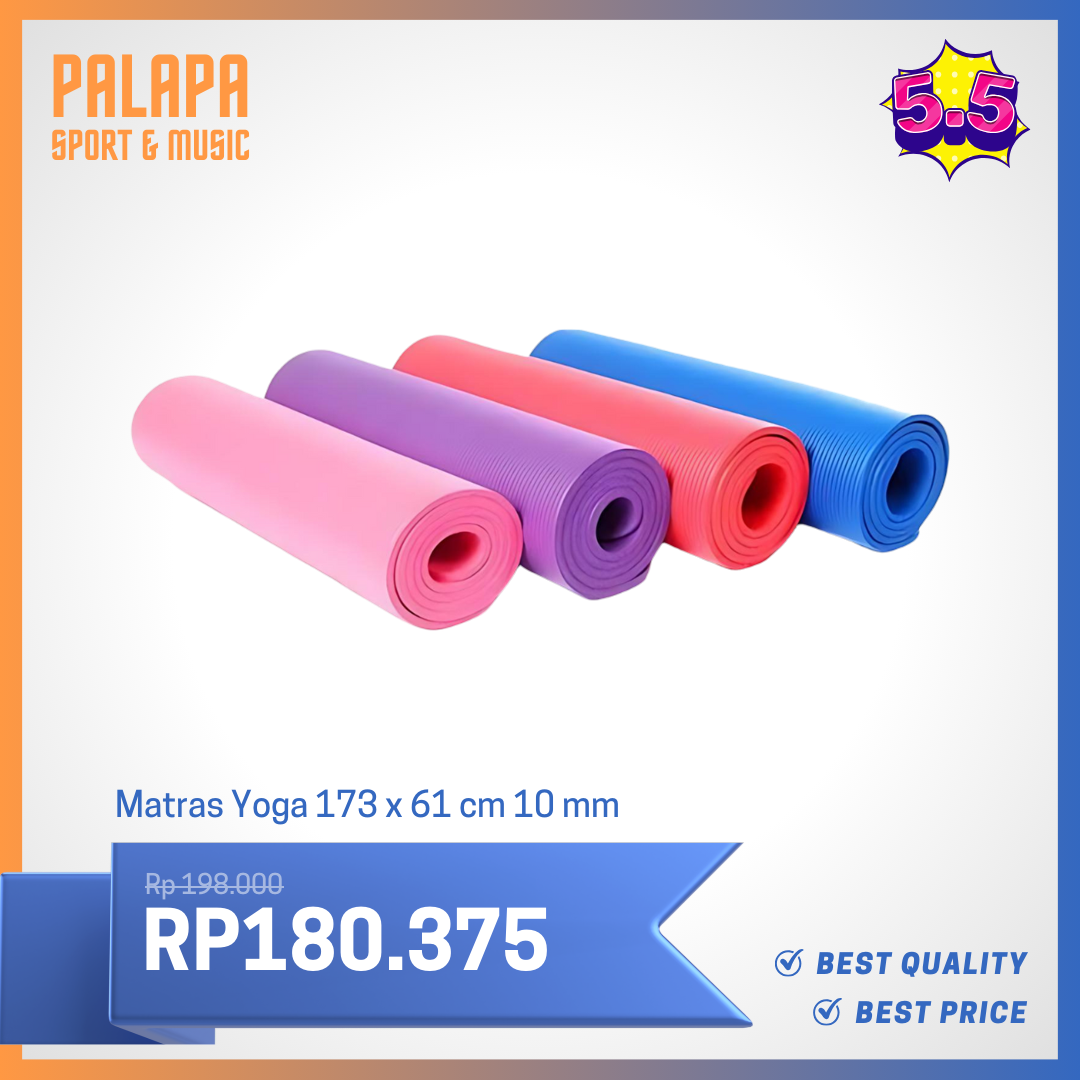 PALAPA
SPORT & MUSIC
5.5
Matras Yoga 173 x 61 cm 10 mm
Rp 198.000
RP180.375
BEST QUALITY
BEST PRICE